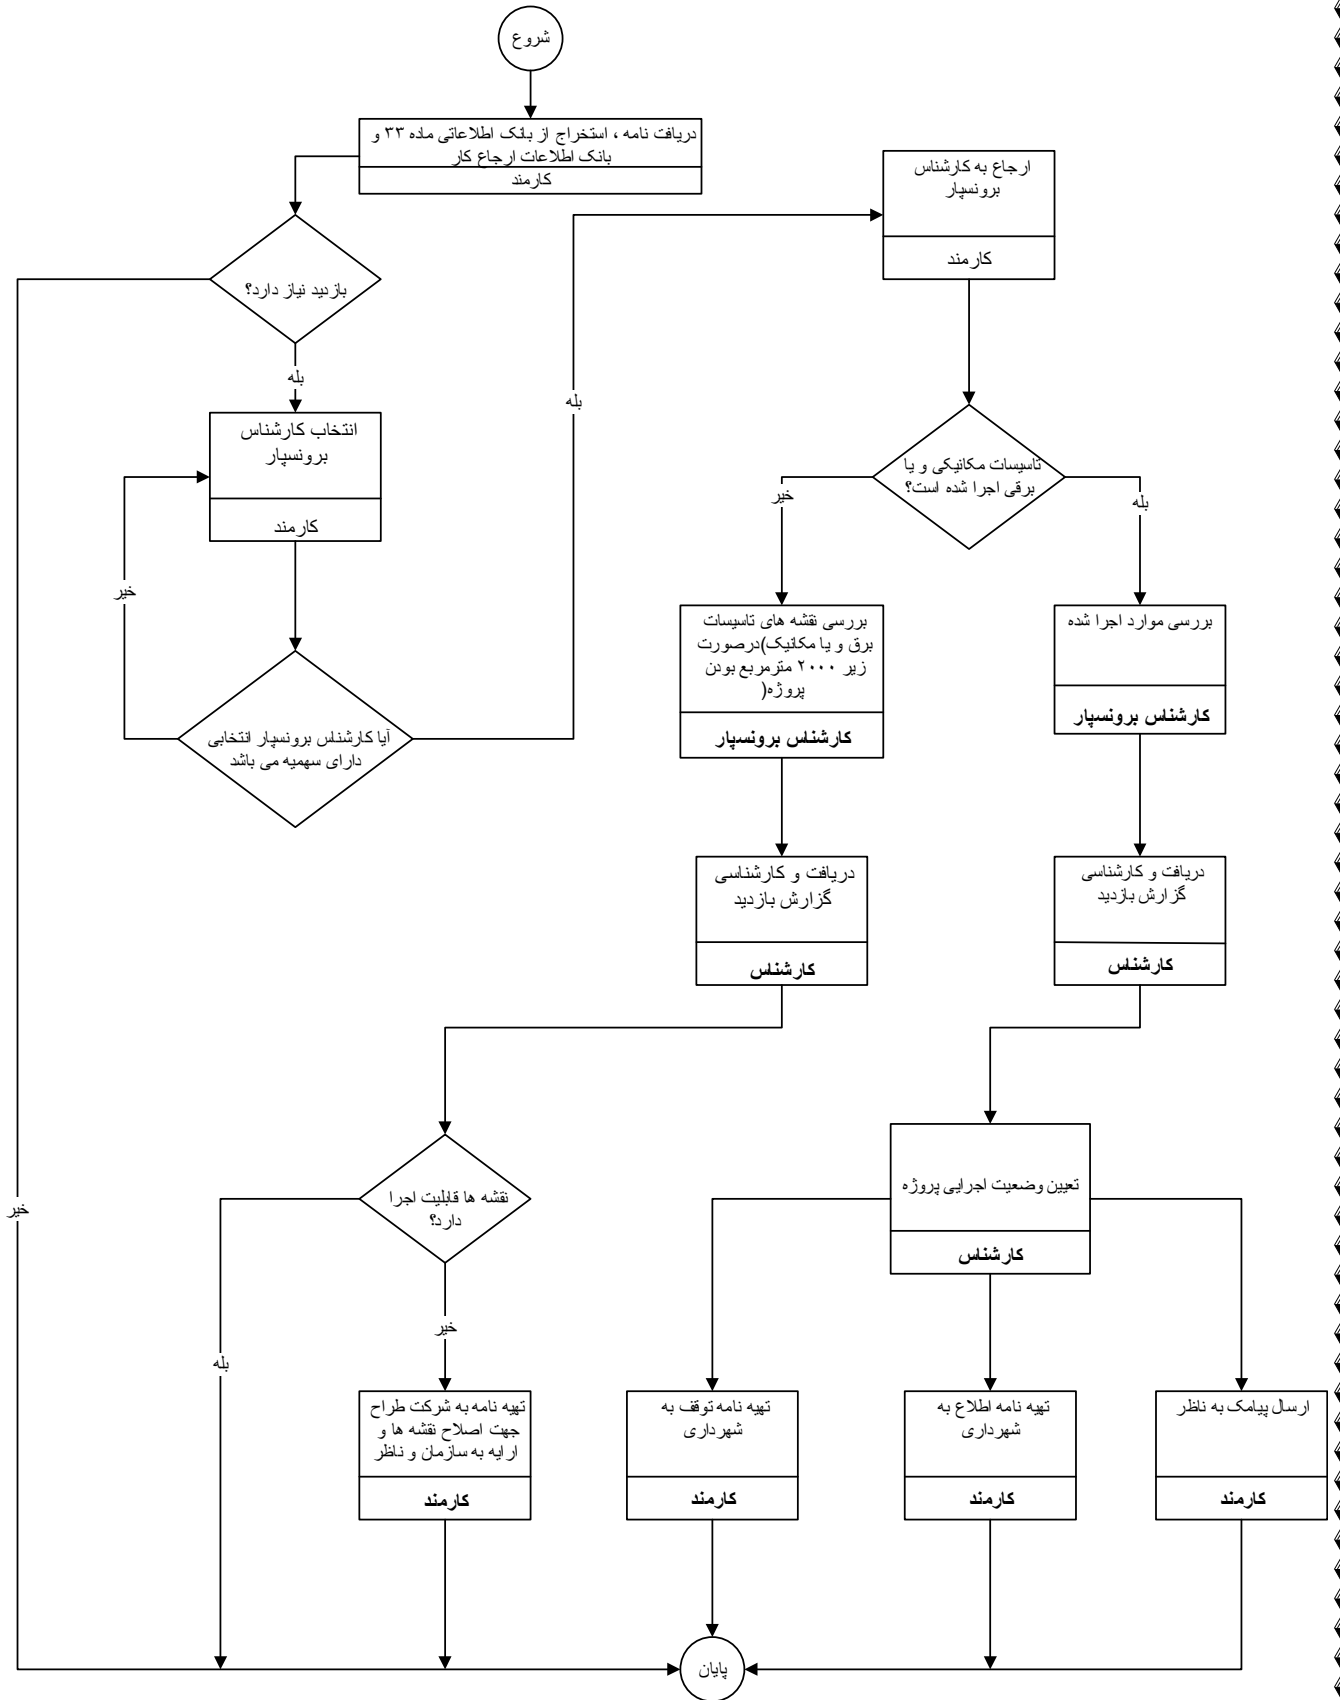 شروع
دریافت نامه ، استخراج از بانک اطلاعاتی ماده ۳۳ و
بانک اطلاعات ارجاع کار
کارمند
بازدید نیاز دارد؟
خیر
بله
انتخاب کارشناس
برونسپار
کارمند
خیر
آیا کارشناس برونسپار انتخابی
دارای سهمیه می باشد
بله
ارجاع به کارشناس
برونسپار
کارمند
تاسیسات مکانیکی و یا
برقی اجرا شده است؟
بله
خیر
بررسی موارد اجرا شده
کارشناس برونسپار
بررسی نقشه های تاسیسات
برق و یا مکانیک)درصورت
زیر ۲۰۰۰ مترمربع بودن
پروژه(
کارشناس برونسپار
دریافت و کارشناسی
گزارش بازدید
کارشناس
دریافت و کارشناسی
گزارش بازدید
کارشناس
تعیین وضعیت اجرایی پروژه
کارشناس
نقشه ها قابلیت اجرا
دارد؟
خیر
بله
ارسال پیامک به ناظر
کارمند
تهیه نامه اطلاع به
شهرداری
کارمند
تهیه نامه توقف به
شهرداری
کارمند
تهیه نامه به شرکت طراح
جهت اصلاح نقشه ها و
ارایه به سازمان و ناظر
کارمند
پایان